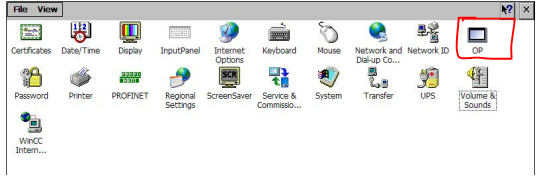 File View
?
×
Certificates
Date/Time
Display
InputPanel
Internet
Options
Keyboard
Mouse
Network and
Dial-up Co...
Network ID
OP
Password
Printer
PROFINET
Regional
Settings
SCR
ScreenSaver
Service &
Commissio...
System
Transfer
UPS
Volume &
Sounds
WinCC
Intern...